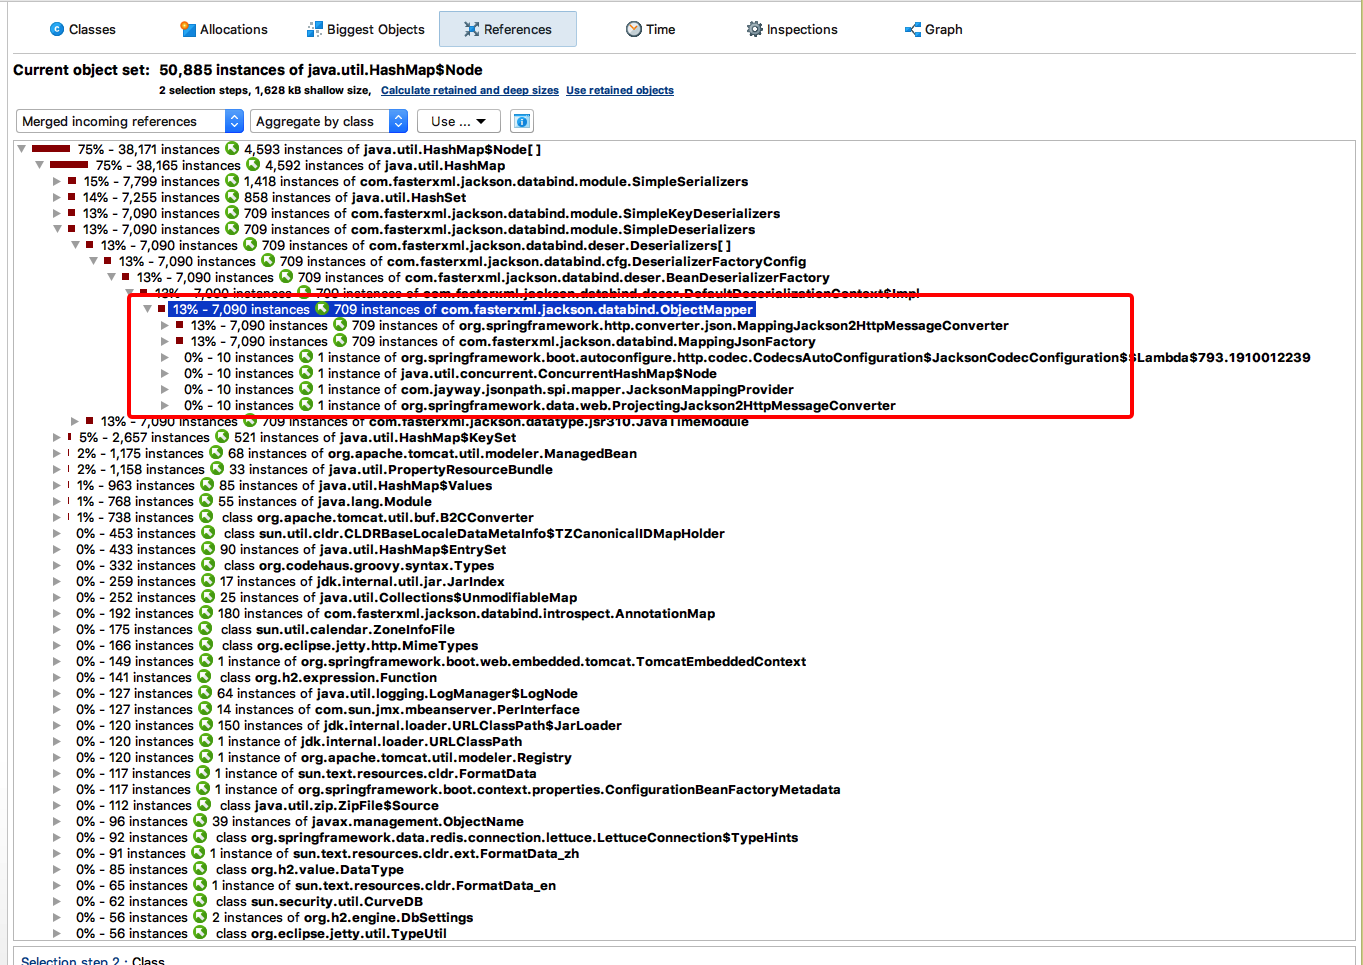 Classes Allocations Biggest Objects References Time Inspections Graph
Current object set: 50,885 instances of java.util.HashMap$Node
2 selection steps, 1,628 kB shallow size, Calculate retained and deep sizes Use retained objects
Merged incoming references Aggregate by class Use ...
75% - 38,171 instances 4,593 instances of java.util.HashMap$Node[ ]
75% - 38,165 instances 4,592 instances of java.util.HashMap
15% - 7,799 instances 1,418 instances of com.fasterxml.jackson.databind.module.SimpleSerializers
14% - 7,255 instances 858 instances of java.util.HashSet
13% - 7,090 instances 709 instances of com.fasterxml.jackson.databind.module.SimpleKeyDeserializers
13% - 7,090 instances 709 instances of com.fasterxml.jackson.databind.module.SimpleDeserializers
13% - 7,090 instances 709 instances of com.fasterxml.jackson.databind.deser.Deserializers[ ]
13% - 7,090 instances 709 instances of com.fasterxml.jackson.databind.cfg.DeserializerFactoryConfig
13% - 7,090 instances 709 instances of com.fasterxml.jackson.databind.deser.BeanDeserializerFactory
13% - 7,090 instances 709 instances of com.fasterxml.jackson.databind.deser.DefaultDeserializationContext$Impl
13% - 7,090 instances 709 instances of com.fasterxml.jackson.databind.ObjectMapper
13% - 7,090 instances 709 instances of org.springframework.http.converter.json.MappingJackson2HttpMessageConverter
13% - 7,090 instances 709 instances of com.fasterxml.jackson.databind.MappingJsonFactory
0% - 10 instances 1 instance of org.springframework.boot.autoconfigure.http.codec.CodecsAutoConfiguration$JacksonCodecConfiguration$$Lambda$793.1910012239
0% - 10 instances 1 instance of java.util.concurrent.ConcurrentHashMap$Node
0% - 10 instances 1 instance of com.jayway.jsonpath.spi.mapper.JacksonMappingProvider
0% - 10 instances 1 instance of org.springframework.data.web.ProjectingJackson2HttpMessageConverter
13% - 7,090 instances 709 instances of com.fasterxml.jackson.datatype.jsr310.JavaTimeModule
5% - 2,657 instances 521 instances of java.util.HashMap$KeySet
2% - 1,175 instances 68 instances of org.apache.tomcat.util.modeler.ManagedBean
2% - 1,158 instances 33 instances of java.util.PropertyResourceBundle
1% - 963 instances 85 instances of java.util.HashMap$Values
1% - 768 instances 55 instances of java.lang.Module
1% - 738 instances class org.apache.tomcat.util.buf.B2CConverter
0% - 453 instances class sun.util.cldr.CLDRBaseLocaleDataMetaInfo$TZCanonicalIDMapHolder
0% - 433 instances 90 instances of java.util.HashMap$EntrySet
0% - 332 instances class org.codehaus.groovy.syntax.Types
0% - 259 instances 17 instances of jdk.internal.util.jar.JarIndex
0% - 252 instances 25 instances of java.util.Collections$UnmodifiableMap
0% - 192 instances 180 instances of com.fasterxml.jackson.databind.introspect.AnnotationMap
0% - 175 instances class sun.util.calendar.ZoneInfoFile
0% - 166 instances class org.eclipse.jetty.http.MimeTypes
0% - 149 instances 1 instance of org.springframework.boot.web.embedded.tomcat.TomcatEmbeddedContext
0% - 141 instances class org.h2.expression.Function
0% - 127 instances 64 instances of java.util.logging.LogManager$LogNode
0% - 127 instances 14 instances of com.sun.jmx.mbeanserver.PerInterface
0% - 120 instances 150 instances of jdk.internal.loader.URLClassPath$JarLoader
0% - 120 instances 1 instance of jdk.internal.loader.URLClassPath
0% - 120 instances 1 instance of org.apache.tomcat.util.modeler.Registry
0% - 117 instances 1 instance of sun.text.resources.cldr.FormatData
0% - 117 instances 1 instance of org.springframework.boot.context.properties.ConfigurationBeanFactoryMetadata
0% - 112 instances class java.util.zip.ZipFile$Source
0% - 96 instances 39 instances of javax.management.ObjectName
0% - 92 instances class org.springframework.data.redis.connection.lettuce.LettuceConnection$TypeHints
0% - 91 instances 1 instance of sun.text.resources.cldr.ext.FormatData_zh
0% - 85 instances class org.h2.value.DataType
0% - 65 instances 1 instance of sun.text.resources.cldr.FormatData_en
0% - 62 instances class sun.security.util.CurveDB
0% - 56 instances 2 instances of org.h2.engine.DbSettings
0% - 56 instances class org.eclipse.jetty.util.TypeUtil
Selection step 2 : Class